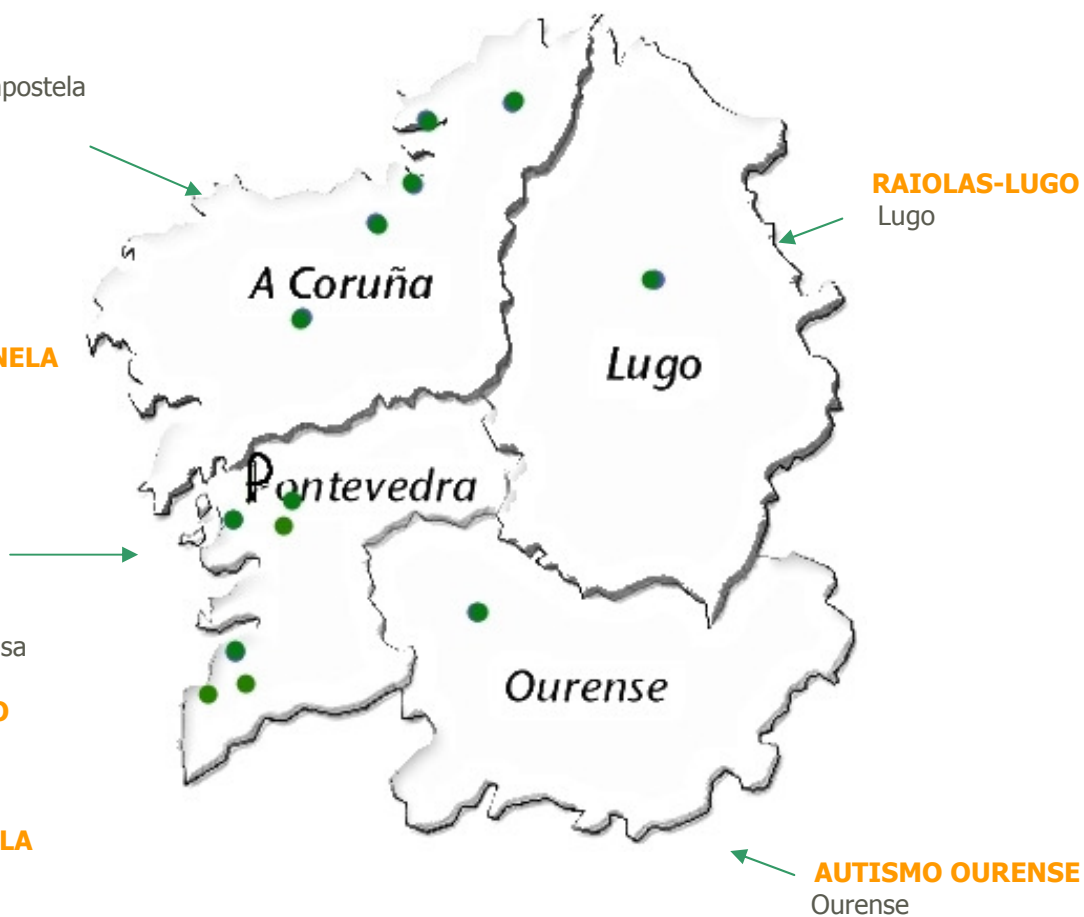 postela
RAIOLAS-LUGO
Lugo
A Coruña
NELA
Lugo
Pontevedra
sa
Ourense
O
LA
AUTISMO OURENSE
Ourense